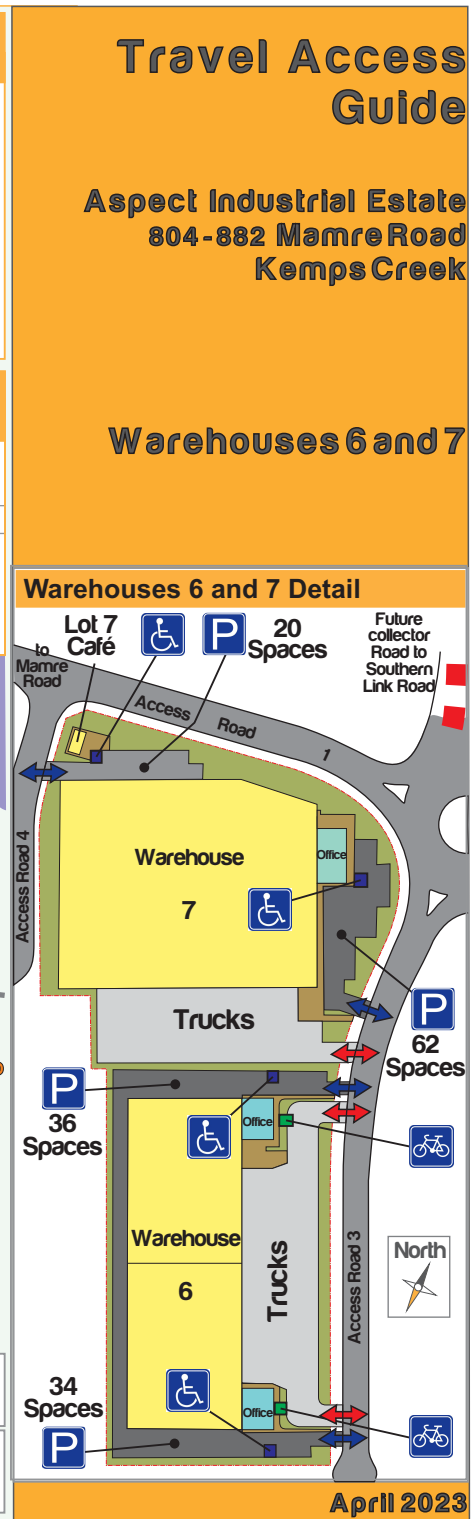 Travel Access
Guide
Aspect Industrial Estate
804-882 Mamre Road
Kemps Creek
Warehouses 6 and 7
Warehouses 6 and 7 Detail
to
Mamre
Road
Lot 7
Café
P
20
Spaces
Future
collector
Road to
Southern
Link Road
Access Road 1
Access Road 4
Warehouse
7
Office
Trucks
P
62
Spaces
P
36
Spaces
Office
Warehouse
6
Trucks
Access Road 3
North
34
Spaces
P
Office
April 2023